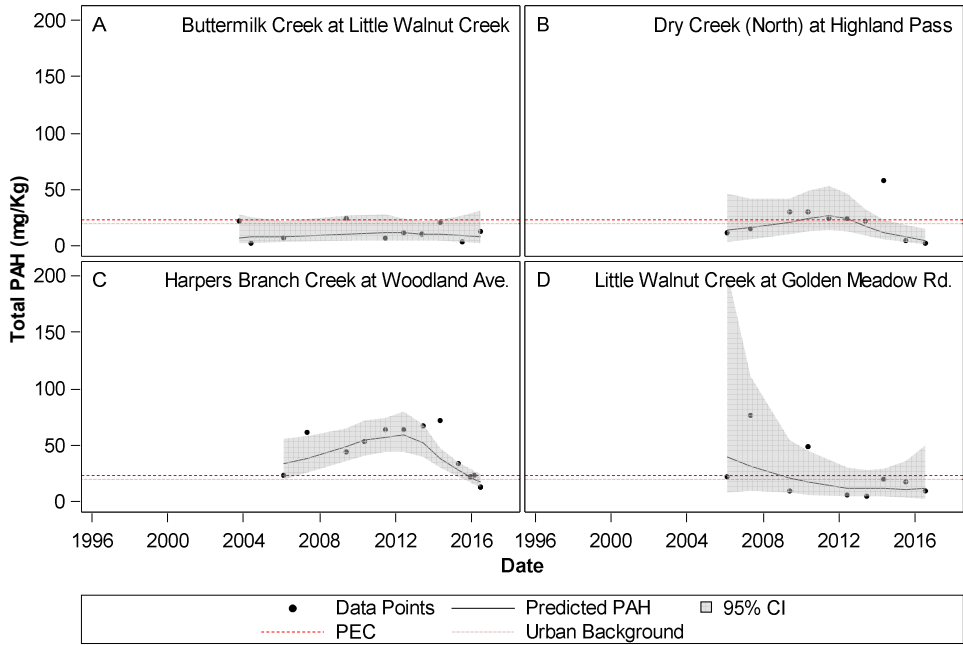 A Buttermilk Creek at Little Walnut Creek
B Dry Creek (North) at Highland Pass
200
150
100
50
0
C Harpers Branch Creek at Woodland Ave.
D Little Walnut Creek at Golden Meadow Rd.
200
150
100
50
0
Total PAH (mg/Kg)
1996 2000 2004 2008 2012 2016 1996 2000 2004 2008 2012 2016
Date
Data Points Predicted PAH 95% CI
PEC Urban Background